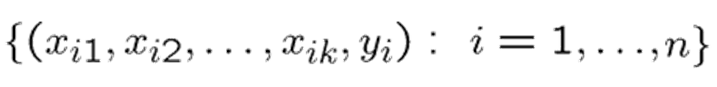 {(x_{i1}, x_{i2}, ..., x_{ik}, y_i) : i = 1, ..., n}